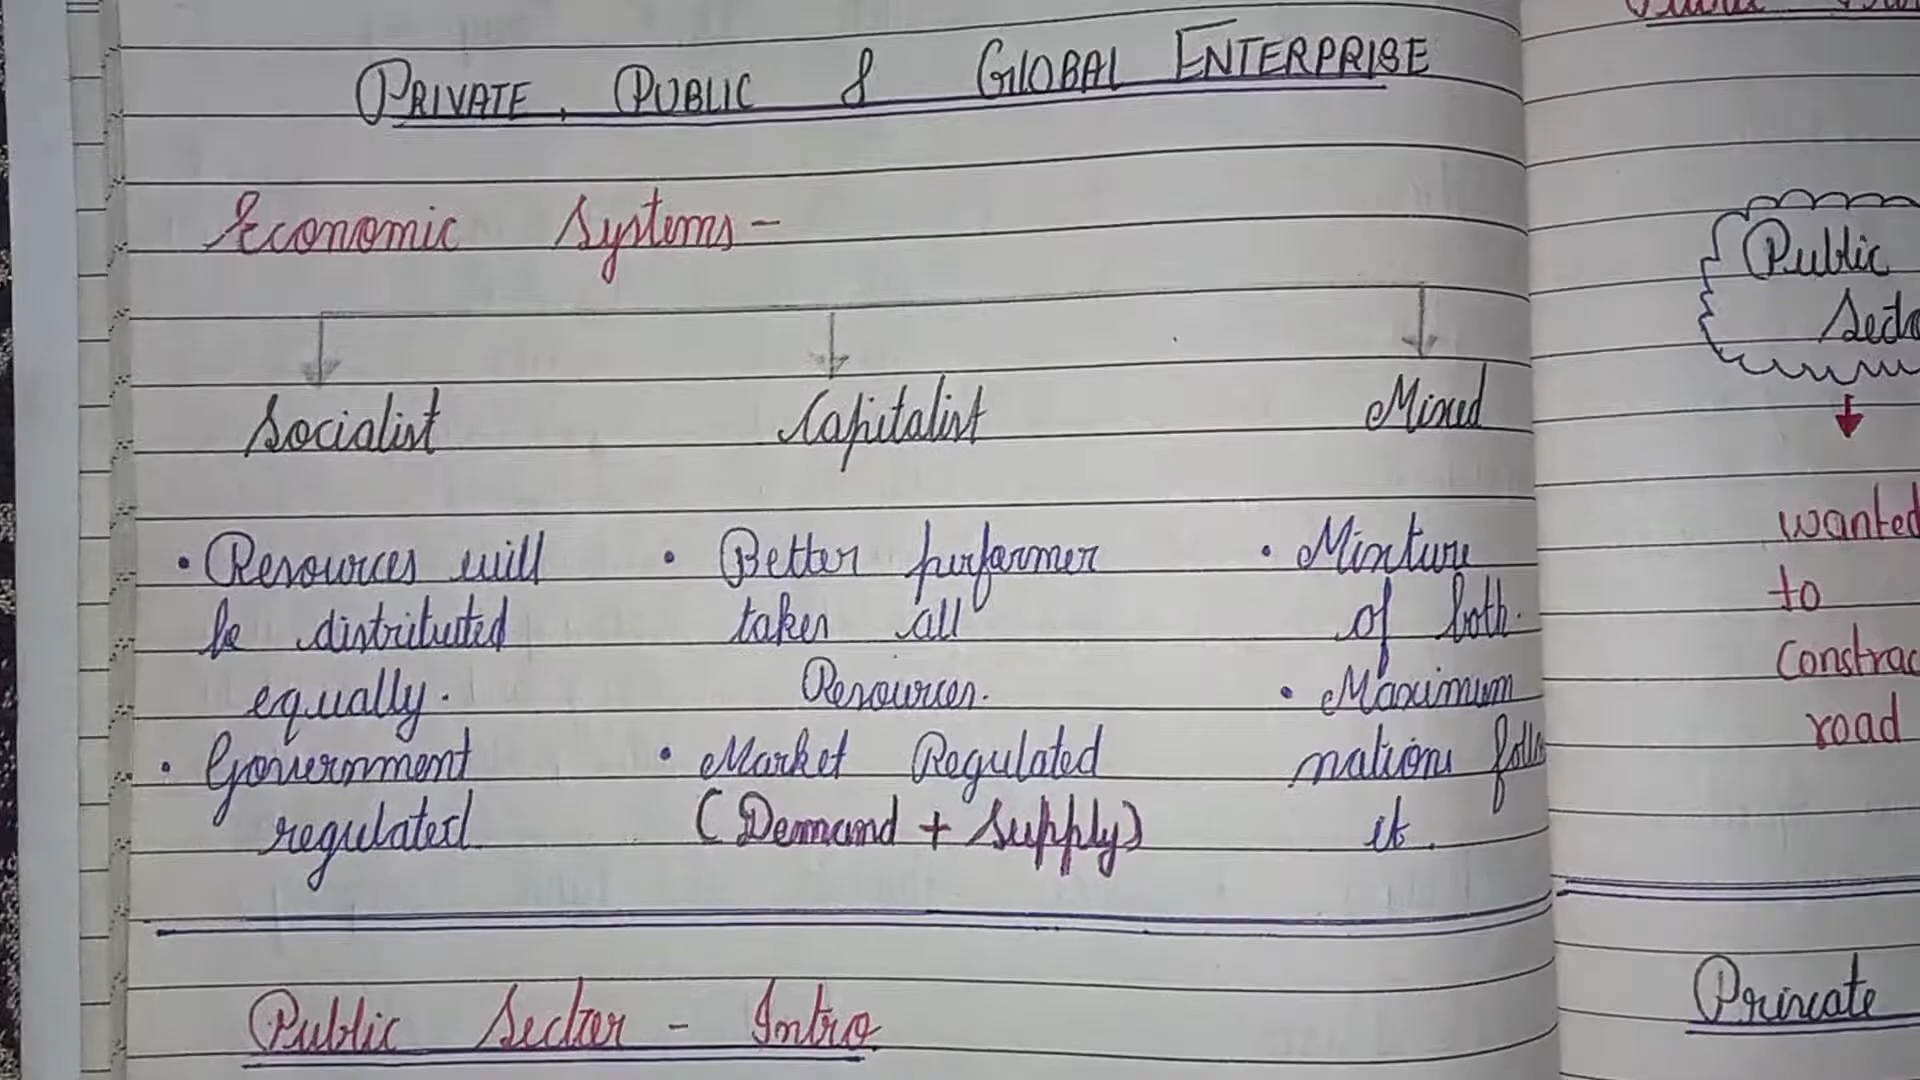 PRIVATE, PUBLIC & GLOBAL ENTERPRISE
Economic Systems -
Socialist Capitalist Mixed
• Resources will • Better performer • Mixture
be distributed takes all of both.
equally. Resources. • Maximum
• Government • Market Regulated nations
regulated (Demand + Supply) it.
Public Sector - Intro
Public
wanted
to
road
Private